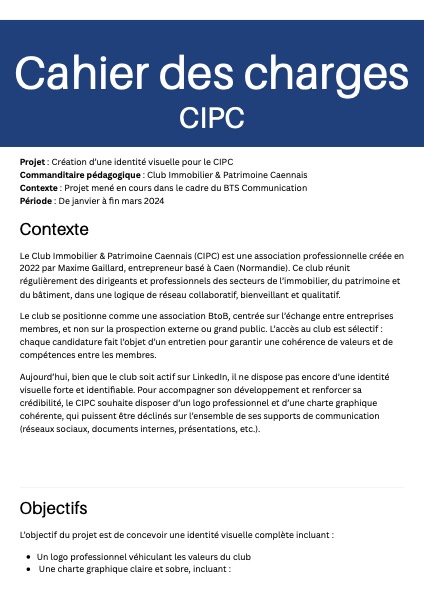 Cahier des charges
CIPC
Projet : Création d'une identité visuelle pour le CIPC
Commanditaire pédagogique : Club Immobilier & Patrimoine Caennais
Contexte : Projet mené en cours dans le cadre du BTS Communication
Période : De janvier à fin mars 2024
Contexte
Le Club Immobilier & Patrimoine Caennais (CIPC) est une association professionnelle créée en
2022 par Maxime Gaillard, entrepreneur basé à Caen (Normandie). Ce club réunit
régulièrement des dirigeants et professionnels des secteurs de l'immobilier, du patrimoine et
du bâtiment, dans une logique de réseau collaboratif, bienveillant et qualitatif.
Le club se positionne comme une association BtoB, centrée sur l'échange entre entreprises
membres, et non sur la prospection externe ou grand public. L'accès au club est sélectif :
chaque candidature fait l'objet d'un entretien pour garantir une cohérence de valeurs et de
compétences entre les membres.
Aujourd'hui, bien que le club soit actif sur LinkedIn, il ne dispose pas encore d'une identité
visuelle forte et identifiable. Pour accompagner son développement et renforcer sa
crédibilité, le CIPC souhaite disposer d'un logo professionnel et d'une charte graphique
cohérente, qui puissent être déclinés sur l'ensemble de ses supports de communication
(réseaux sociaux, documents internes, présentations, etc.).
Objectifs
L'objectif du projet est de concevoir une identité visuelle complète incluant :
• Un logo professionnel véhiculant les valeurs du club
• Une charte graphique claire et sobre, incluant :